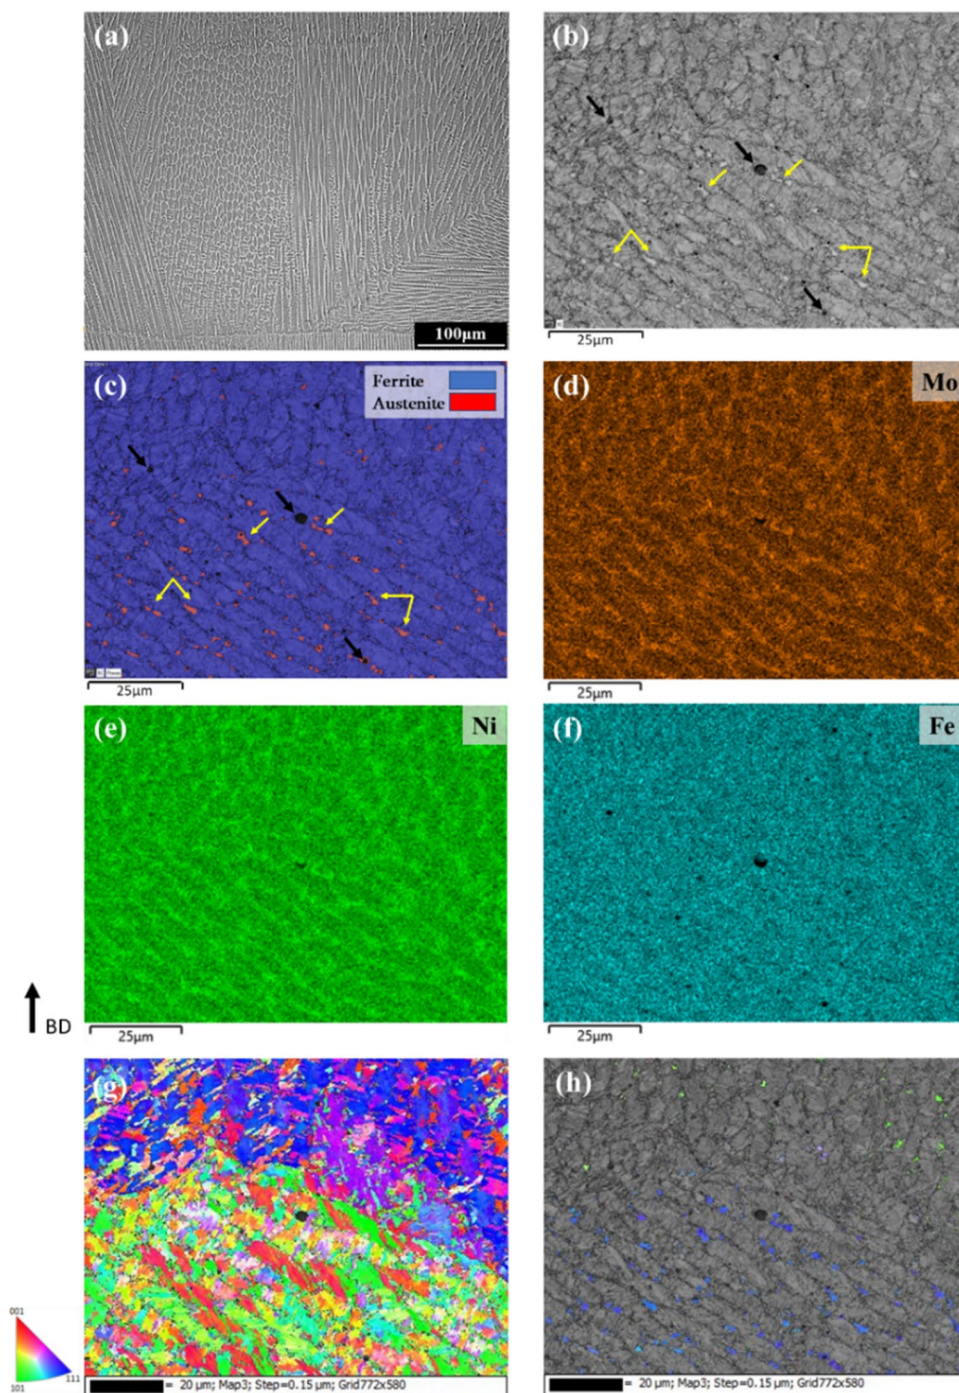 (a)
100μm
(b)
25μm
(c)
Ferrite
Austenite
25μm
(d)
Mo
25μm
(e)
Ni
25μm
(f)
Fe
25μm
BD
(g)
001
101
111
= 20 μm; Map3; Step=0.15 μm; Grid772x580
(h)
= 20 μm; Map3; Step=0.15 μm; Grid772x580